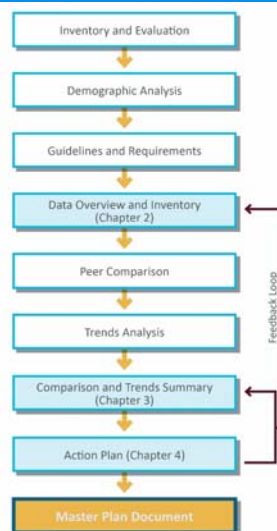 Inventory and Evaluation
Demographic Analysis
Guidelines and Requirements
Data Overview and Inventory
(Chapter 2)
Peer Comparison
Trends Analysis
Comparison and Trends Summary
(Chapter 3)
Action Plan (Chapter 4)
Master Plan Document
Feedback Loop